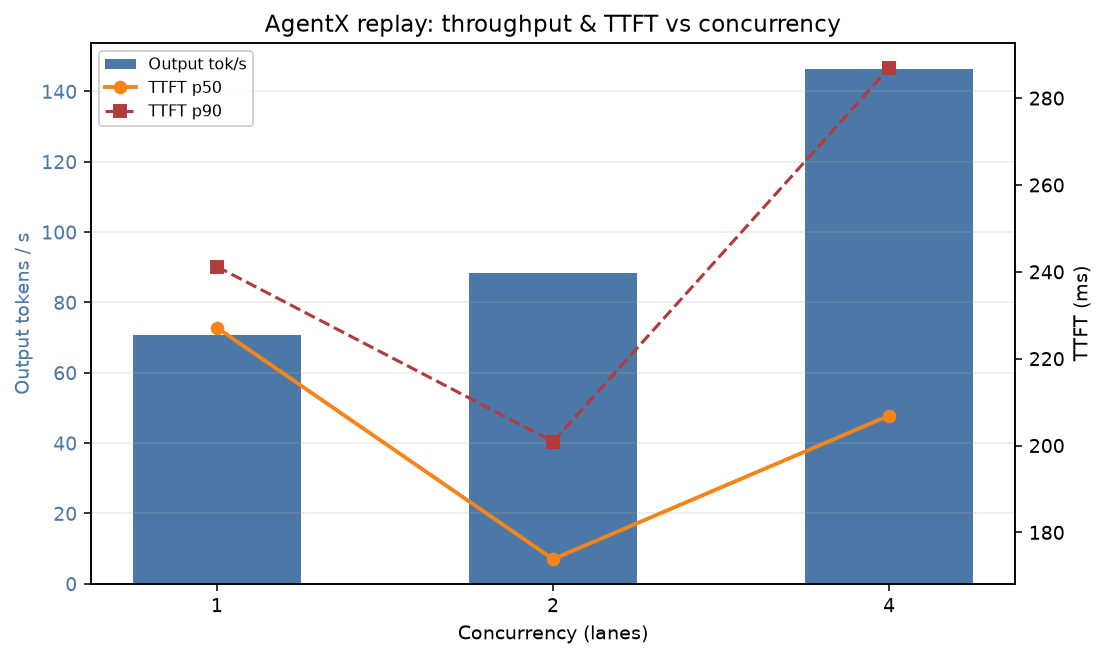 AgentX replay: throughput & TTFT vs concurrency
Output tok/s
TTFT p50
TTFT p90
Output tokens / s
140
120
100
80
60
40
20
0
280
260
240
220
200
180
TTFT (ms)
1
2
4
Concurrency (lanes)